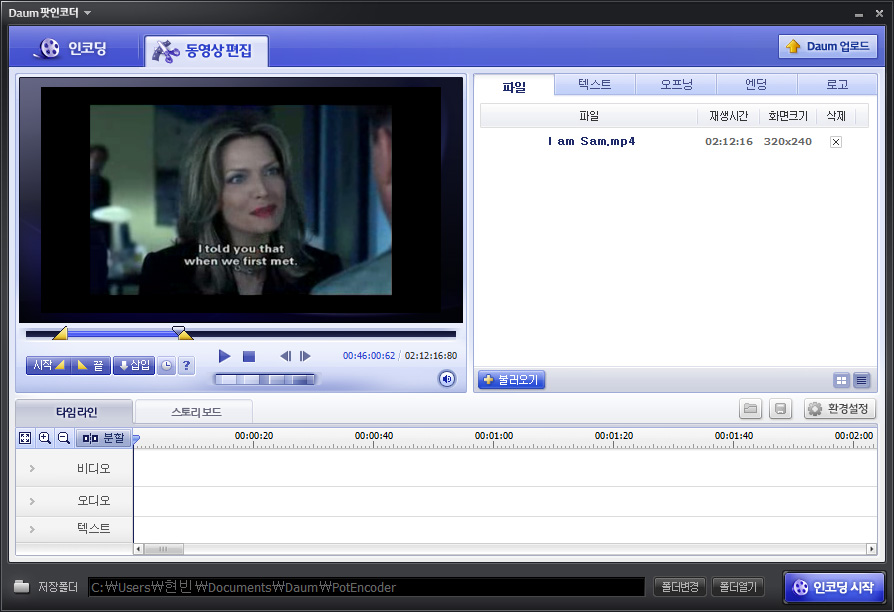 Daum 팟인코더
인코딩
동영상 편집
Daum 업로드
I told you that
when we first met.
시작
끝
삽입
?
00:46:00:62 / 02:12:16:80
파일
텍스트
오프닝
엔딩
로고
파일 재생시간 화면크기 삭제
I am Sam.mp4 02:12:16 320x240
불러오기
타임라인
스토리보드
환경설정
분할
00:00:20 00:00:40 00:01:00 00:01:20 00:01:40 00:02:00
비디오
오디오
텍스트
저장폴더 C:₩Users₩현빈₩Documents₩Daum₩PotEncoder 폴더변경 폴더열기 인코딩 시작